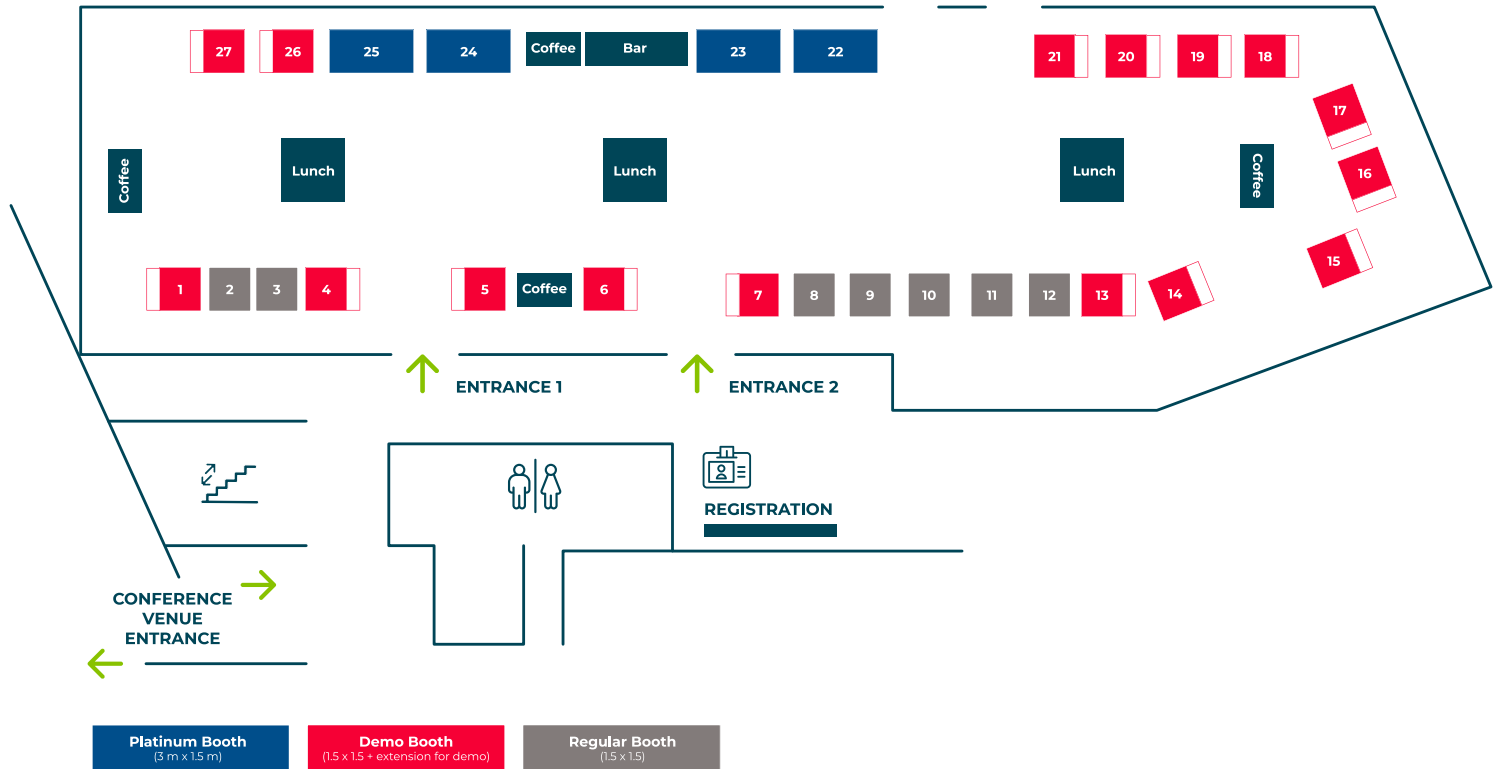 27
26
25
24
Coffee
Bar
23
22
21
20
19
18
17
Coffee
Lunch
Lunch
Lunch
Coffee
16
15
1
2
3
4
5
Coffee
6
7
8
9
10
11
12
13
14
ENTRANCE 1
ENTRANCE 2
REGISTRATION
CONFERENCE
VENUE
ENTRANCE
Platinum Booth
(3 m x 1.5 m)
Demo Booth
(1.5 x 1.5 + extension for demo)
Regular Booth
(1.5 x 1.5)